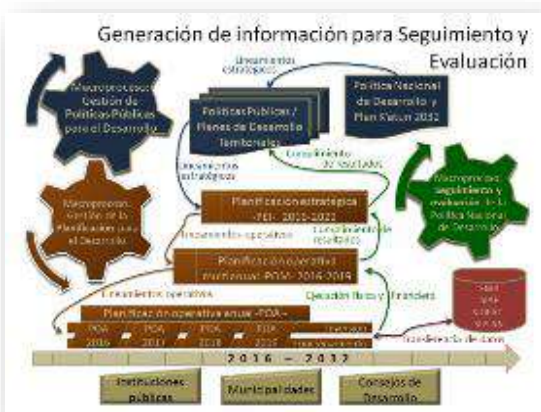 Generación de información para Seguimiento y
Evaluación
Lineamientos
estratégicos
Macroproceso
Gestión de
Políticas Públicas
para el Desarrollo
Políticas Públicas /
Planes de Desarrollo
Territoriales
Política Nacional
de Desarrollo y
Plan K'atun 2032
Lineamientos
estratégicos
Cumplimiento
de resultados
Macroproceso
Gestión de la
Planificación para
el Desarrollo
Planificación estratégica
Macroproceso
seguimiento y
evaluación de la
Política Nacional
de Desarrollo
Lineamientos operativos
Cumplimiento de
resultados
Planificación operativa
multianual -POM- 2016-2019
Lineamientos operativos
Ejecución física y
financiera
Planificación operativa anual -POA-
POA
2016
POA
2017
POA
2018
POA
2019
Transferencia de datos
2016 – 2032
Instituciones
públicas
Municipalidades
Consejos de
Desarrollo